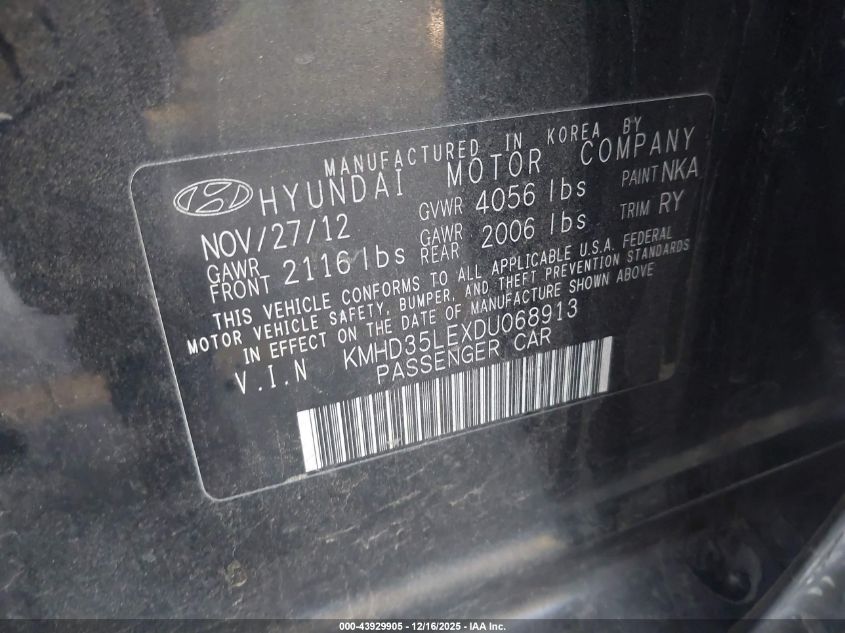 MANUFACTURED IN KOREA BY
HYUNDAI MOTOR COMPANY
NOV/27/12 GVWR 4056 lbs PAINT NKA
GAWR FRONT 2116 lbs GAWR REAR 2006 lbs TRIM RY
THIS VEHICLE CONFORMS TO ALL APPLICABLE U.S.A. FEDERAL
MOTOR VEHICLE SAFETY, BUMPER, AND THEFT PREVENTION STANDARDS
IN EFFECT ON THE DATE OF MANUFACTURE SHOWN ABOVE
V.I.N KMHD35LEXDU068913
PASSENGER CAR
000-43929905 - 12/16/2025 - IAA Inc.